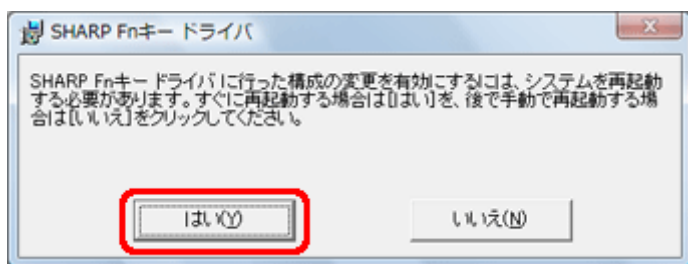 SHARP Fnキー ドライバ
SHARP Fnキー ドライバ に行った構成の変更を有効にするには、システムを再起動
する必要があります。すぐに再起動する場合は[はい]を、後で手動で再起動する場
合は[いいえ]をクリックしてください。
はい(Y) いいえ(N)